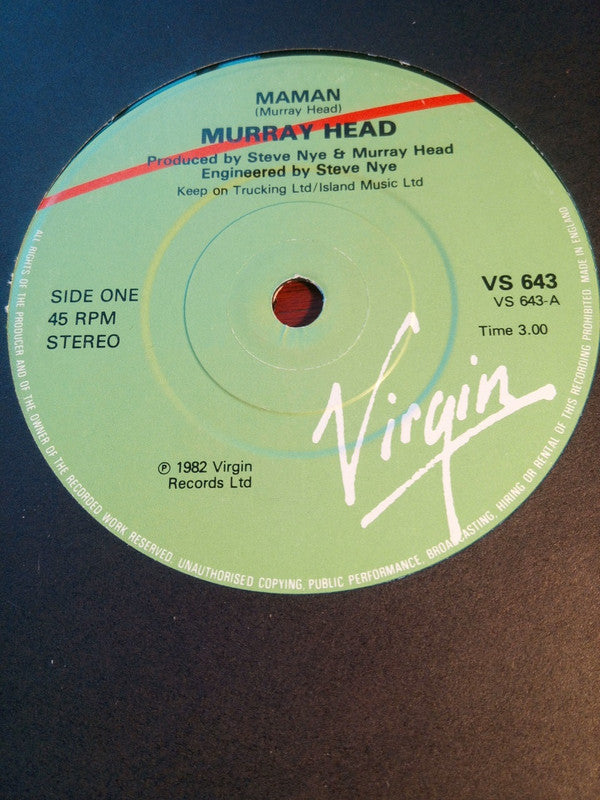 MAMAN
(Murray Head)
MURRAY HEAD
Produced by Steve Nye & Murray Head
Engineered by Steve Nye
Keep on Trucking Ltd/Island Music Ltd
SIDE ONE
45 RPM
STEREO
VS 643
VS 643-A
Time 3.00
Virgin
℗ 1982 Virgin
Records Ltd
ALL RIGHTS OF THE PRODUCER AND OF THE OWNER OF THE RECORDED WORK RESERVED. UNAUTHORISED COPYING, PUBLIC PERFORMANCE, BROADCASTING, HIRING OR RENTAL OF THIS RECORDING PROHIBITED. MADE IN ENGLAND